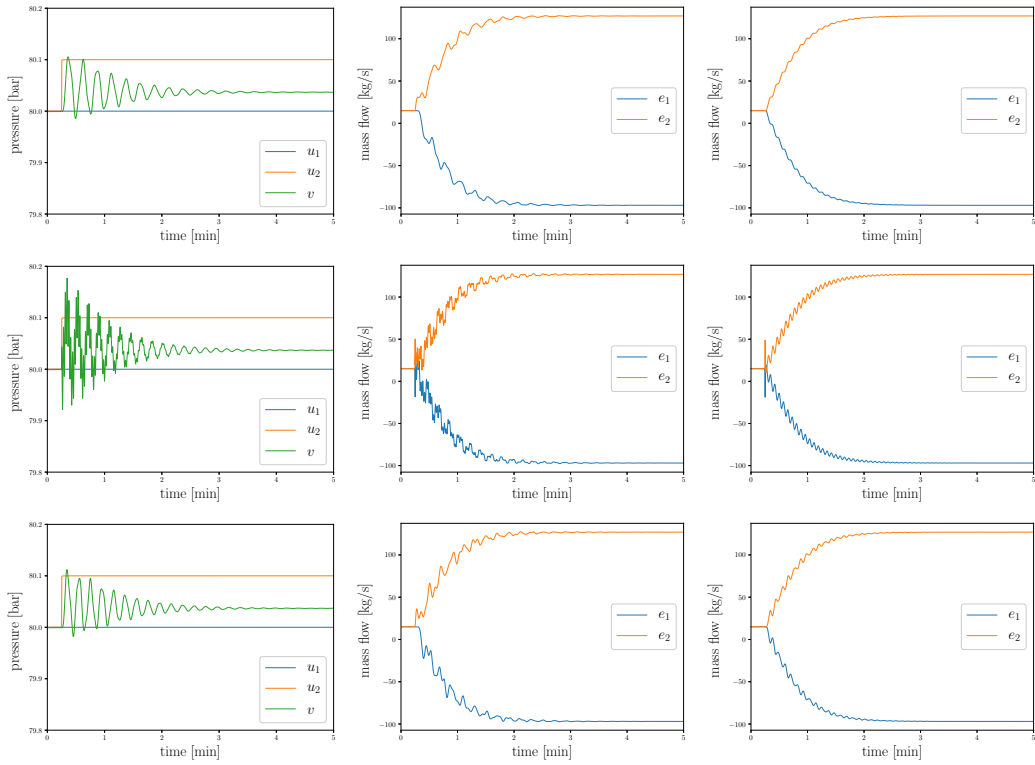 80.2
80.1
80.0
79.9
79.8
pressure [bar]
0 1 2 3 4 5
time [min]
u₁
u₂
v
100
50
0
−50
−100
mass flow [kg/s]
0 1 2 3 4 5
time [min]
e₁
e₂
100
50
0
−50
−100
mass flow [kg/s]
0 1 2 3 4 5
time [min]
e₁
e₂
80.2
80.1
80.0
79.9
79.8
pressure [bar]
0 1 2 3 4 5
time [min]
u₁
u₂
v
100
50
0
−50
−100
mass flow [kg/s]
0 1 2 3 4 5
time [min]
e₁
e₂
100
50
0
−50
−100
mass flow [kg/s]
0 1 2 3 4 5
time [min]
e₁
e₂
80.2
80.1
80.0
79.9
79.8
pressure [bar]
0 1 2 3 4 5
time [min]
u₁
u₂
v
100
50
0
−50
−100
mass flow [kg/s]
0 1 2 3 4 5
time [min]
e₁
e₂
100
50
0
−50
−100
mass flow [kg/s]
0 1 2 3 4 5
time [min]
e₁
e₂